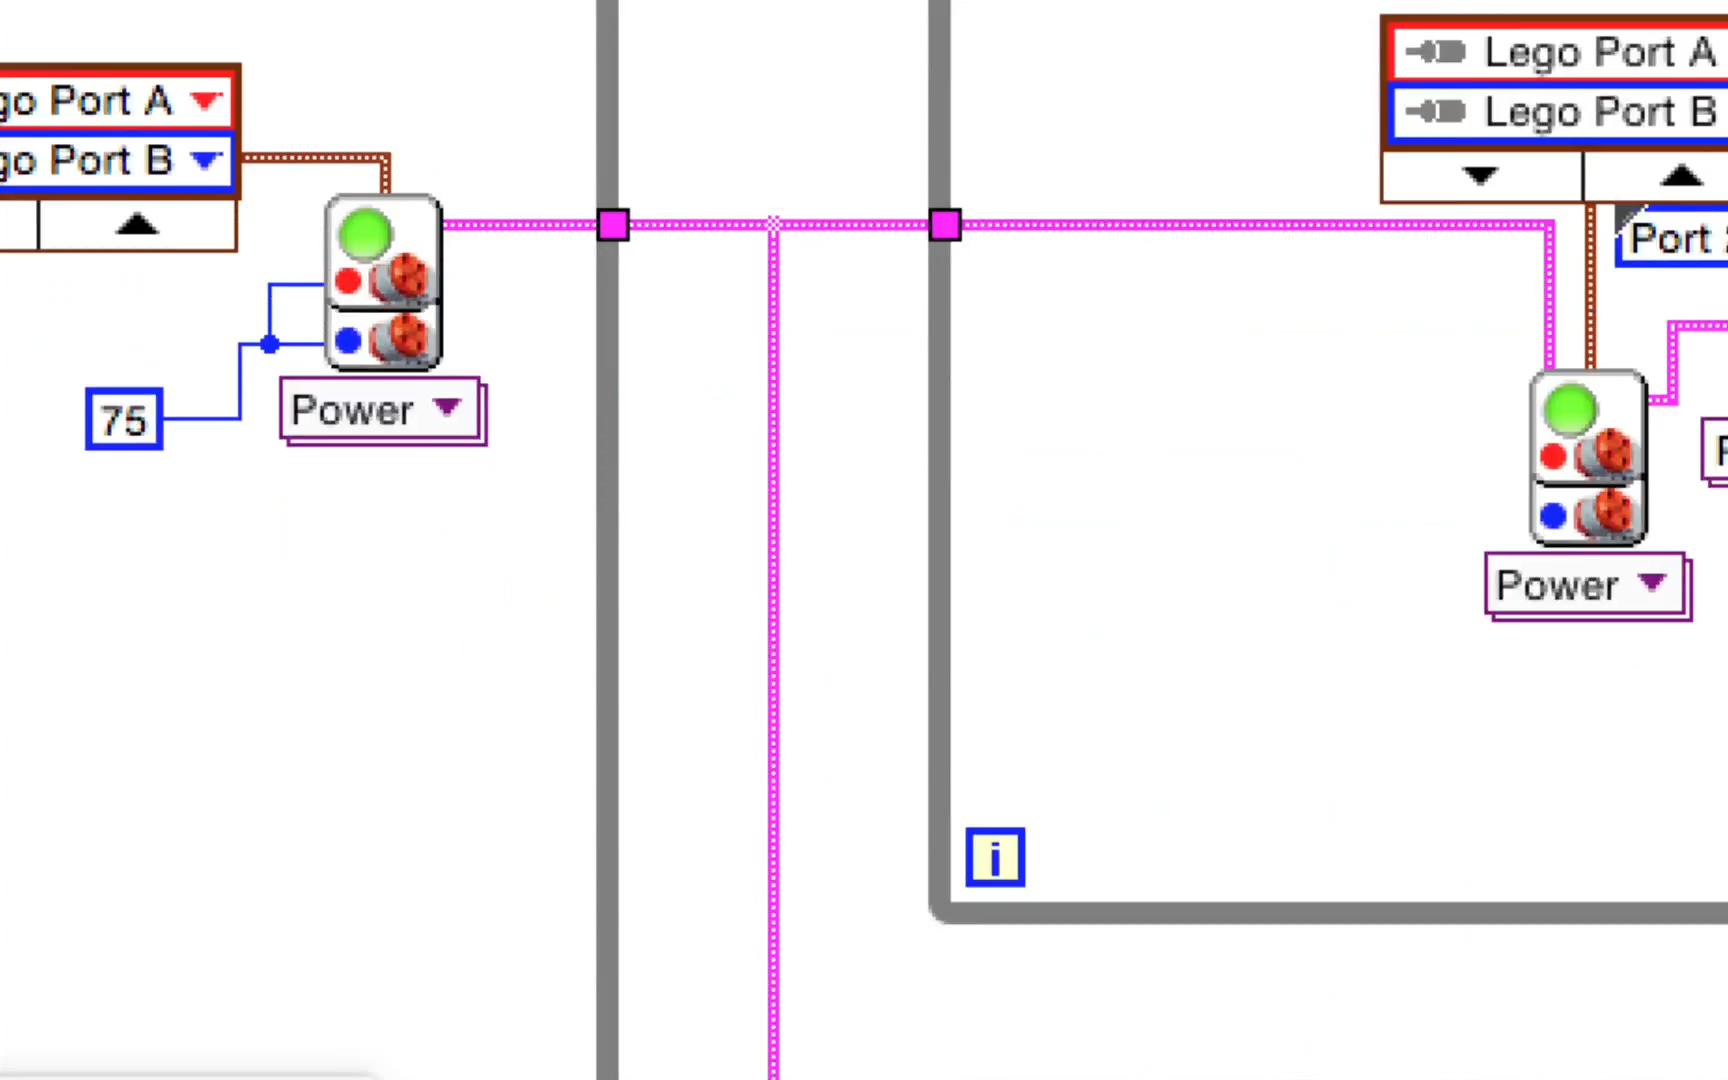 go Port A
go Port B
75
Power
Lego Port A
Lego Port B
Port
Power
i